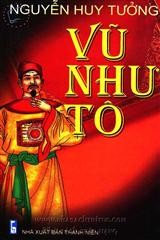 NGUYỄN HUY TƯỞNG
VŨ
NHƯ
TÔ
NHÀ XUẤT BẢN THANH NIÊN